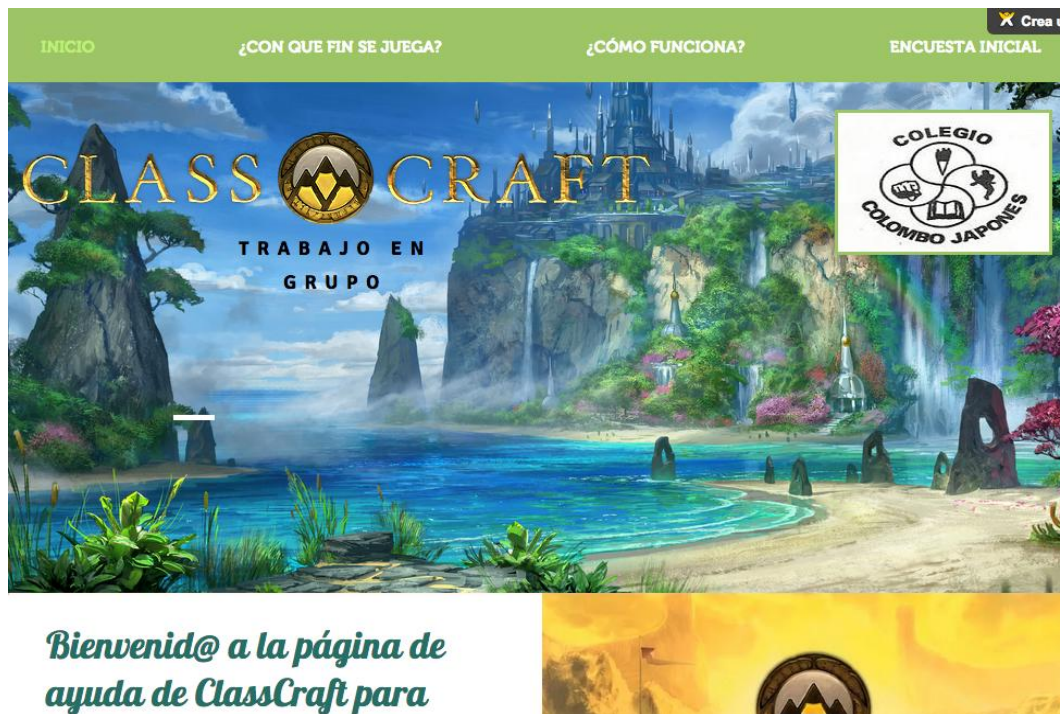 Crea
INICIO
¿CON QUE FIN SE JUEGA?
¿CÓMO FUNCIONA?
ENCUESTA INICIAL
CLASS CRAFT
TRABAJO EN
GRUPO
COLEGIO
COLOMBO JAPONES
Bienvenid@ a la página de
ayuda de ClassCraft para